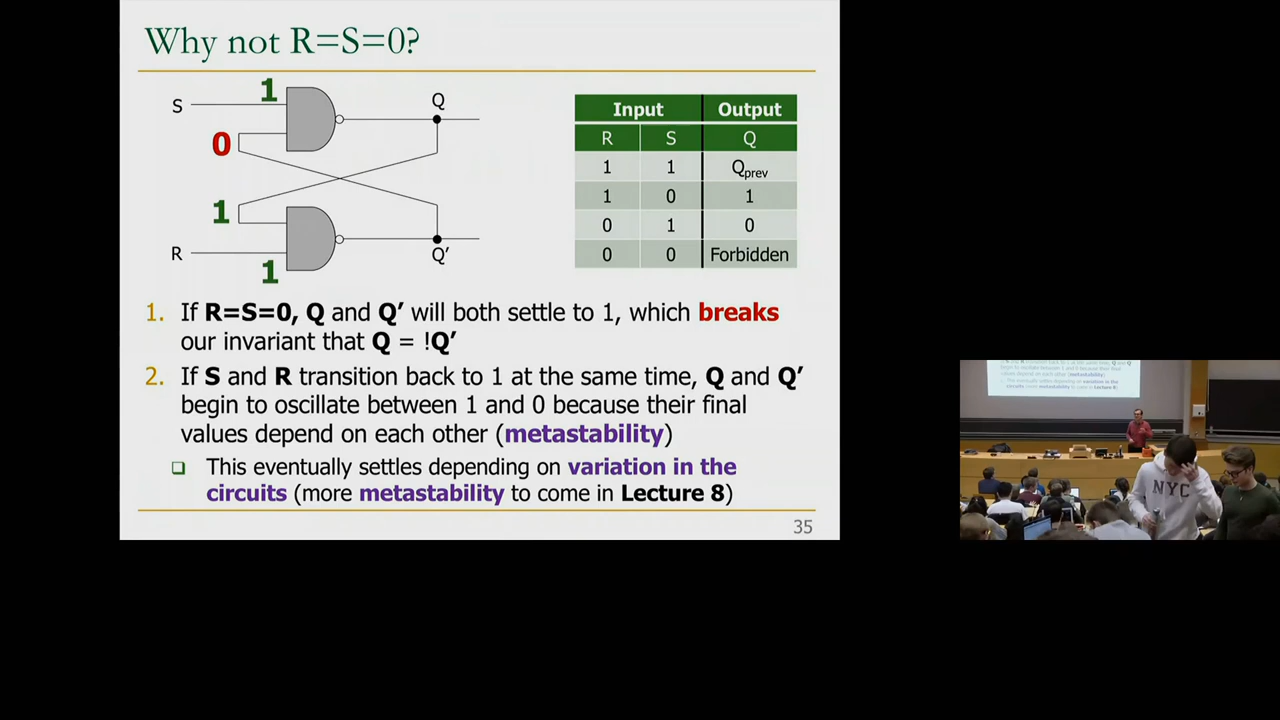 Why not R=S=0?
S
1
0
1
R
1
Q
Q’
Input Output
R S Q
1 1 Qprev
1 0 1
0 1 0
0 0 Forbidden
1. If R=S=0, Q and Q’ will both settle to 1, which breaks
our invariant that Q = !Q’
2. If S and R transition back to 1 at the same time, Q and Q’
begin to oscillate between 1 and 0 because their final
values depend on each other (metastability)
This eventually settles depending on variation in the
circuits (more metastability to come in Lecture 8)
35
NYC